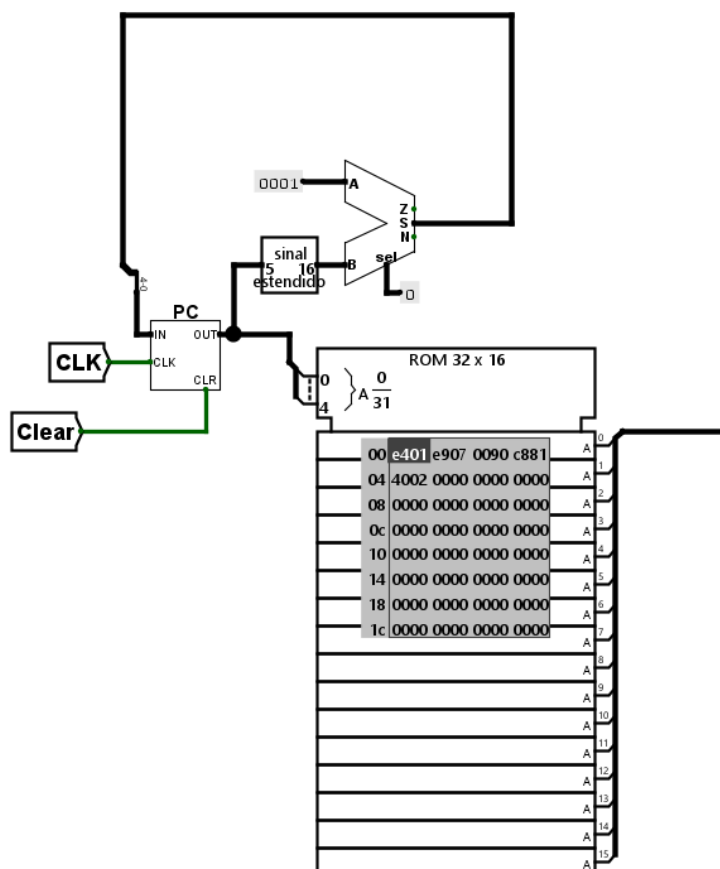 0001
A
Z
S
N
sel
B
0
sinal
5 16
estendido
4-0
PC
IN OUT
CLK
CLR
CLK
Clear
ROM 32 x 16
0
4
A 0
31
00 e401 e907 0090 c881
04 4002 0000 0000 0000
08 0000 0000 0000 0000
0c 0000 0000 0000 0000
10 0000 0000 0000 0000
14 0000 0000 0000 0000
18 0000 0000 0000 0000
1c 0000 0000 0000 0000
A 0
A 1
A 2
A 3
A 4
A 5
A 6
A 7
A 8
A 9
A 10
A 11
A 12
A 13
A 14
A 15